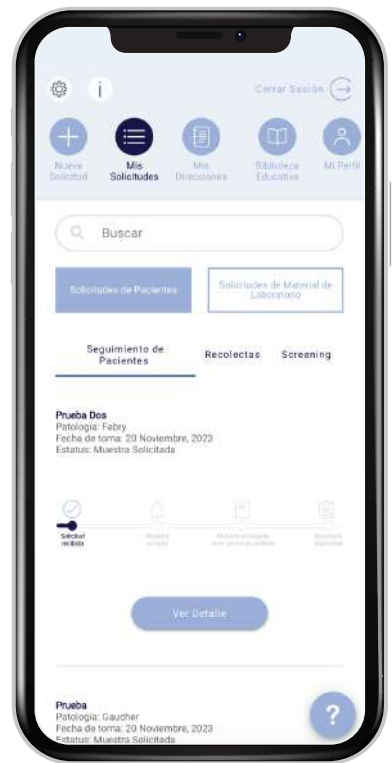 Cerrar Sesión
Nueva Solicitud
Mis Solicitudes
Mis Direcciones
Biblioteca Educativa
Mi Perfil
Buscar
Solicitudes de Pacientes
Solicitudes de Material de
Laboratorio
Seguimiento de
Pacientes
Recolectas
Screening
Prueba Dos
Patología: Fabry
Fecha de toma: 20 Noviembre, 2023
Estatus: Muestra Solicitada
Solicitud
recibida
Ver Detalle
Prueba
Patología: Gaucher
Fecha de toma: 20 Noviembre, 2023
Estatus: Muestra Solicitada
?